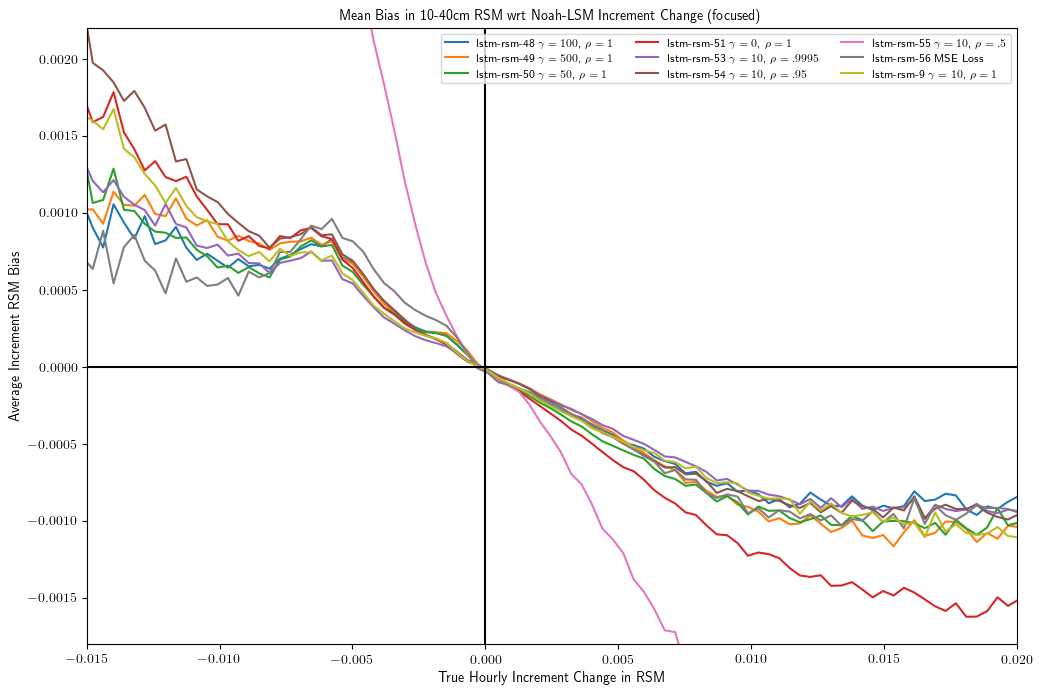 Mean Bias in 10-40cm RSM wrt Noah-LSM Increment Change (focused)
lstm-rsm-48 γ = 100, ρ = 1
lstm-rsm-49 γ = 500, ρ = 1
lstm-rsm-50 γ = 50, ρ = 1
lstm-rsm-51 γ = 0, ρ = 1
lstm-rsm-53 γ = 10, ρ = .9995
lstm-rsm-54 γ = 10, ρ = .95
lstm-rsm-55 γ = 10, ρ = .5
lstm-rsm-56 MSE Loss
lstm-rsm-9 γ = 10, ρ = 1
Average Increment RSM Bias
0.0020
0.0015
0.0010
0.0005
0.0000
−0.0005
−0.0010
−0.0015
−0.015
−0.010
−0.005
0.000
0.005
0.010
0.015
0.020
True Hourly Increment Change in RSM